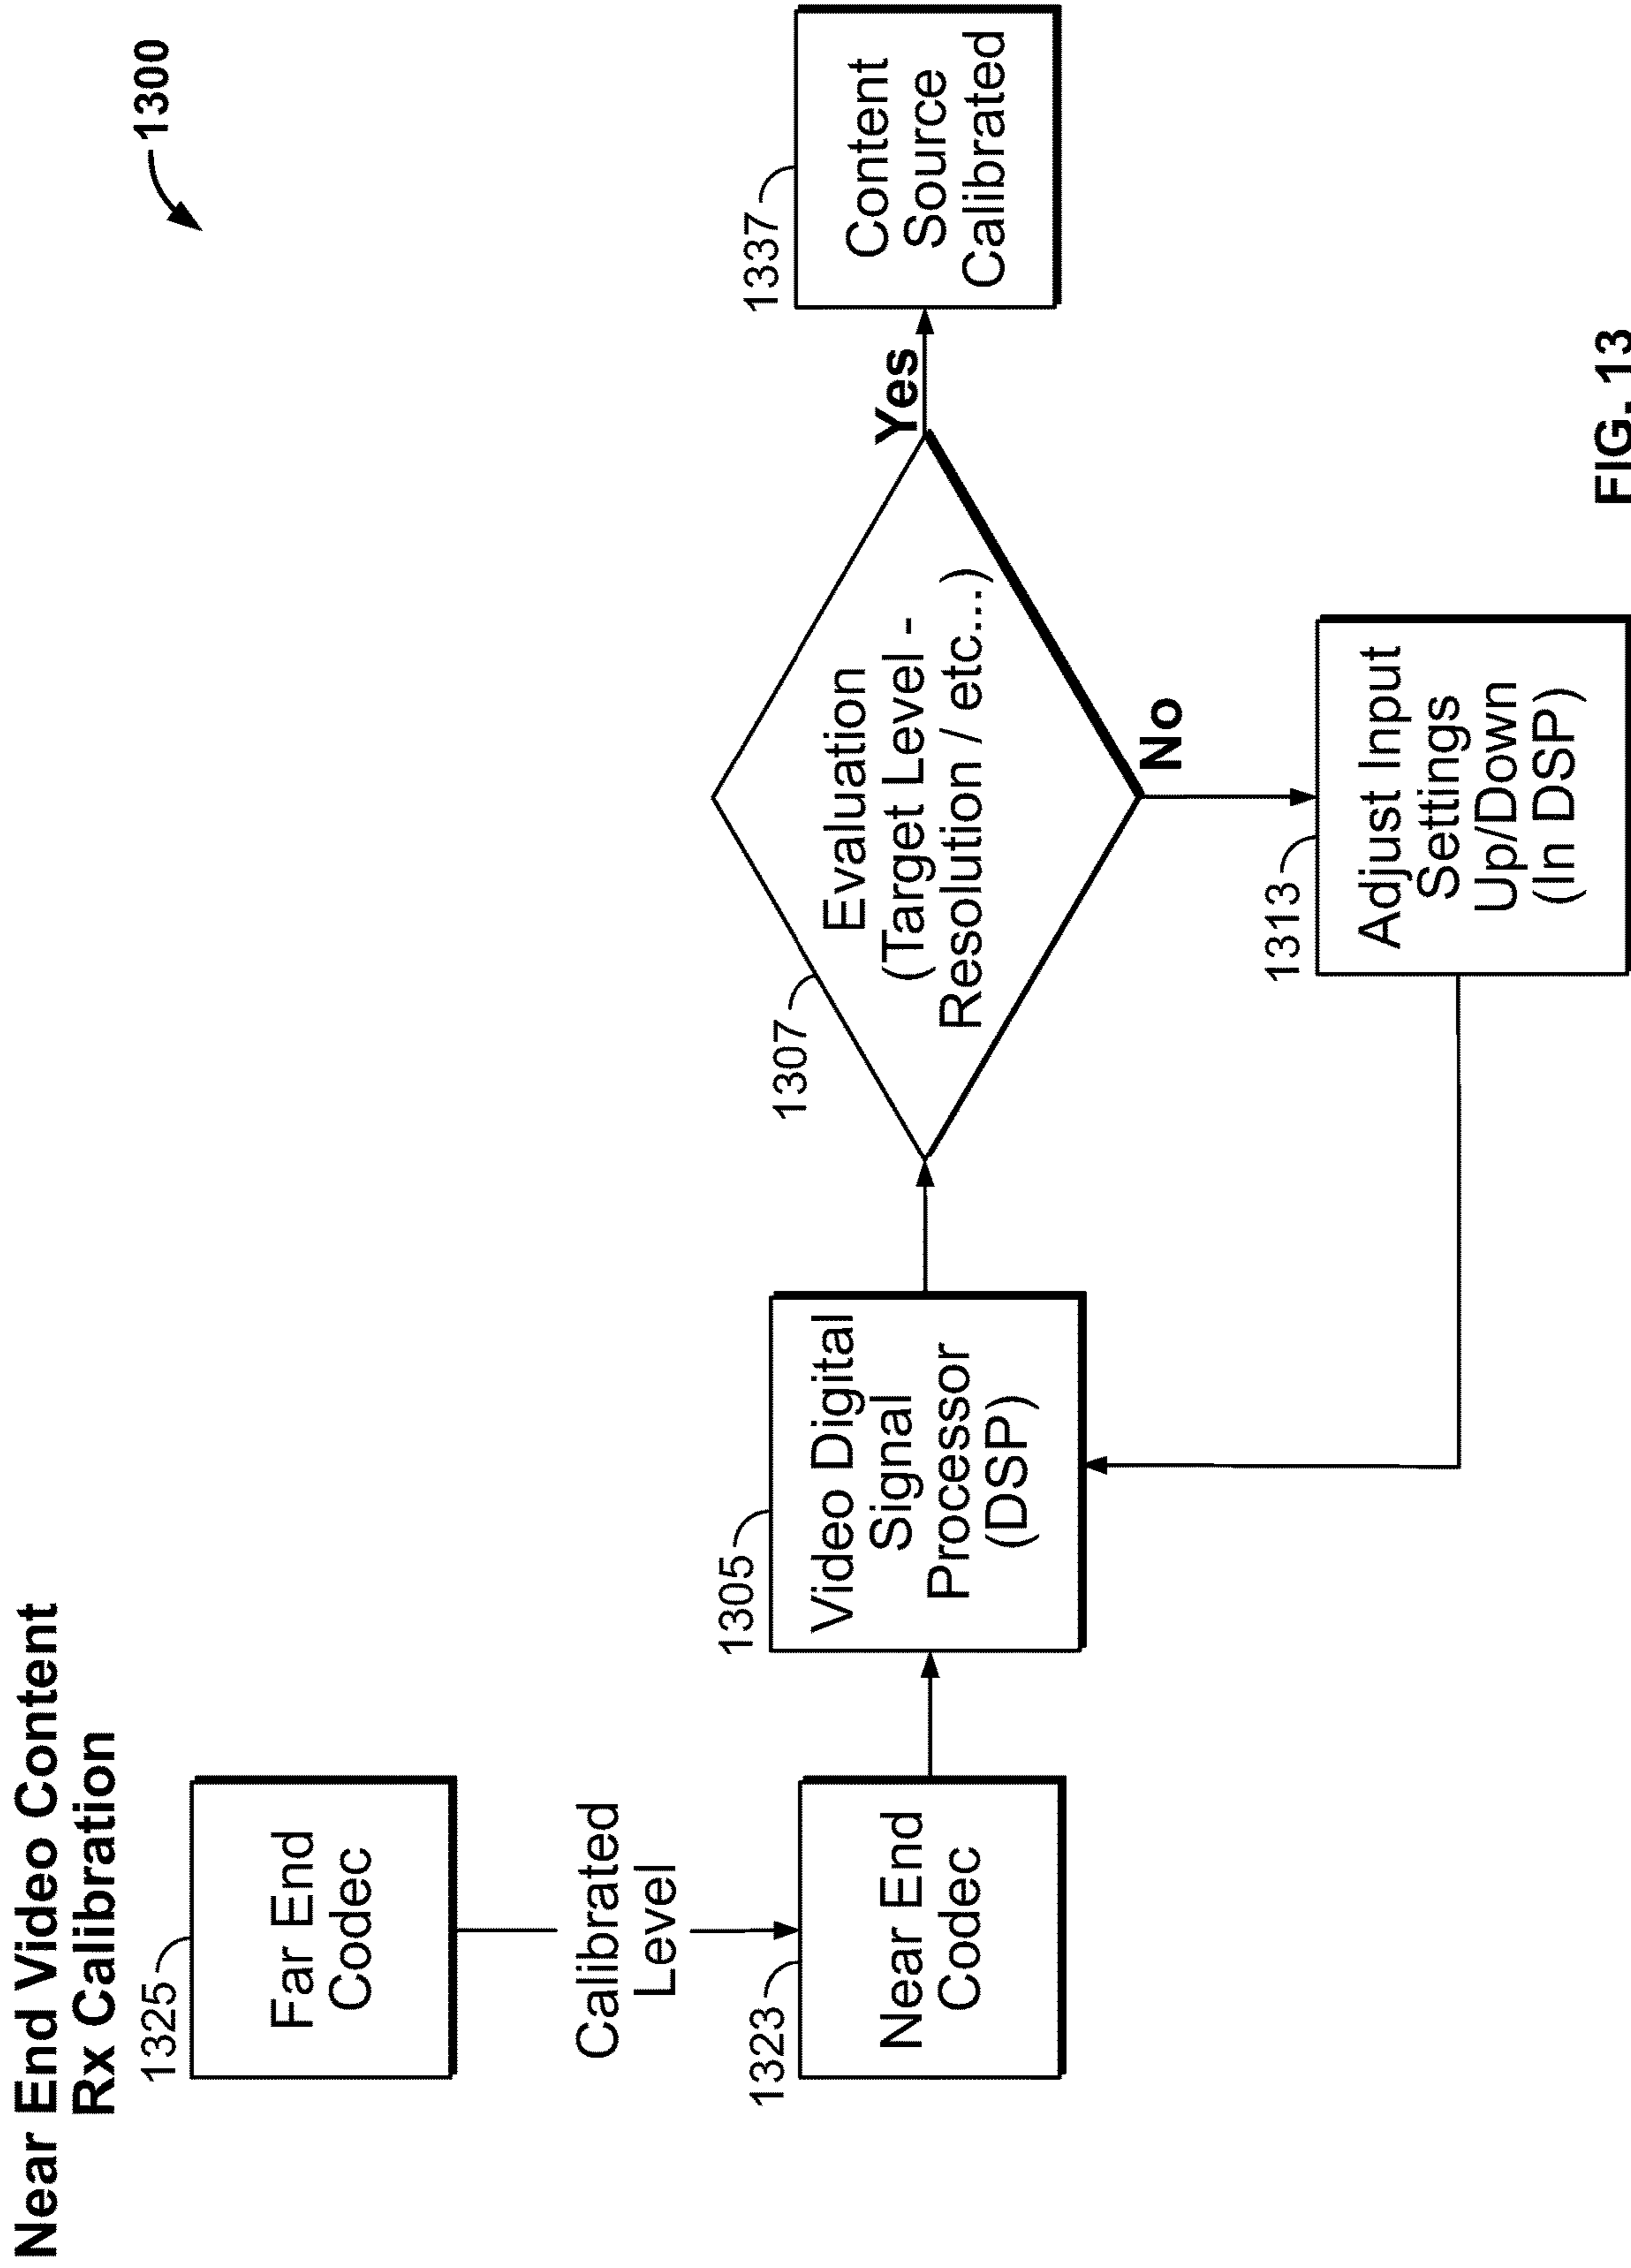 Near End Video Content
Rx Calibration
1300
1325
Far End
Codec
Calibrated
Level
1323
Near End
Codec
1305
Video Digital
Signal
Processor
(DSP)
1307
Evaluation
(Target Level -
Resolution / etc...)
Yes
1337
Content
Source
Calibrated
No
1313
Adjust Input
Settings
Up/Down
(In DSP)
FIG. 13